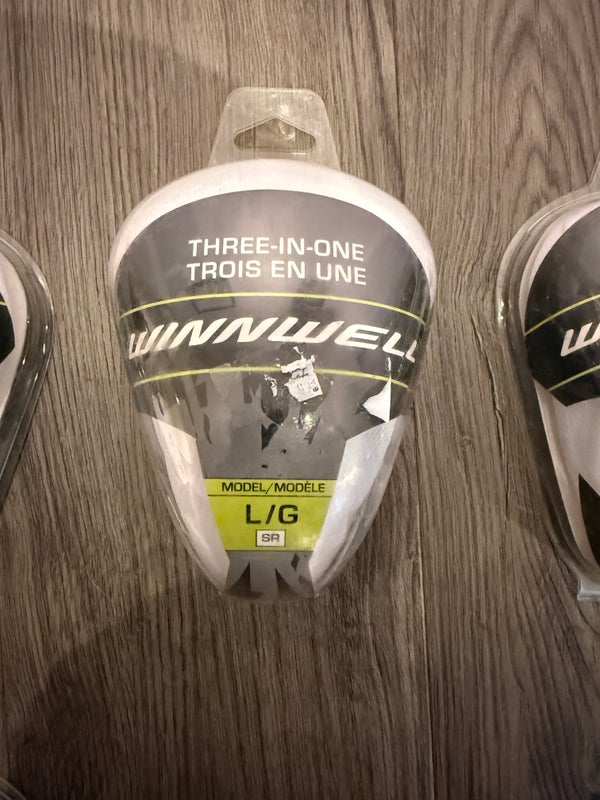 THREE-IN-ONE
TROIS EN UNE
WINNWELL
MODEL/MODÈLE
L/G
SR
W